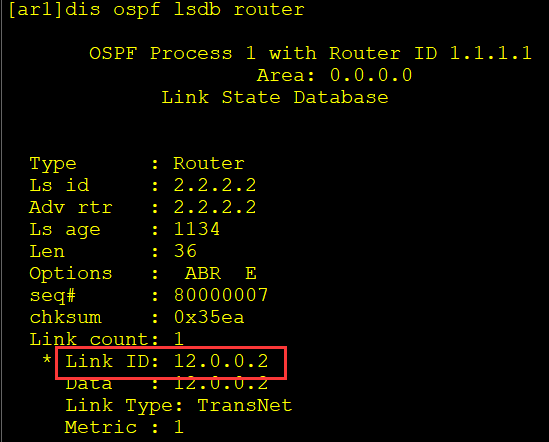 [ar1]dis ospf lsdb router
OSPF Process 1 with Router ID 1.1.1.1
Area: 0.0.0.0
Link State Database
Type : Router
Ls id : 2.2.2.2
Adv rtr : 2.2.2.2
Ls age : 1134
Len : 36
Options : ABR E
seq# : 80000007
chksum : 0x35ea
Link count: 1
* Link ID: 12.0.0.2
Data : 12.0.0.2
Link Type: TransNet
Metric : 1